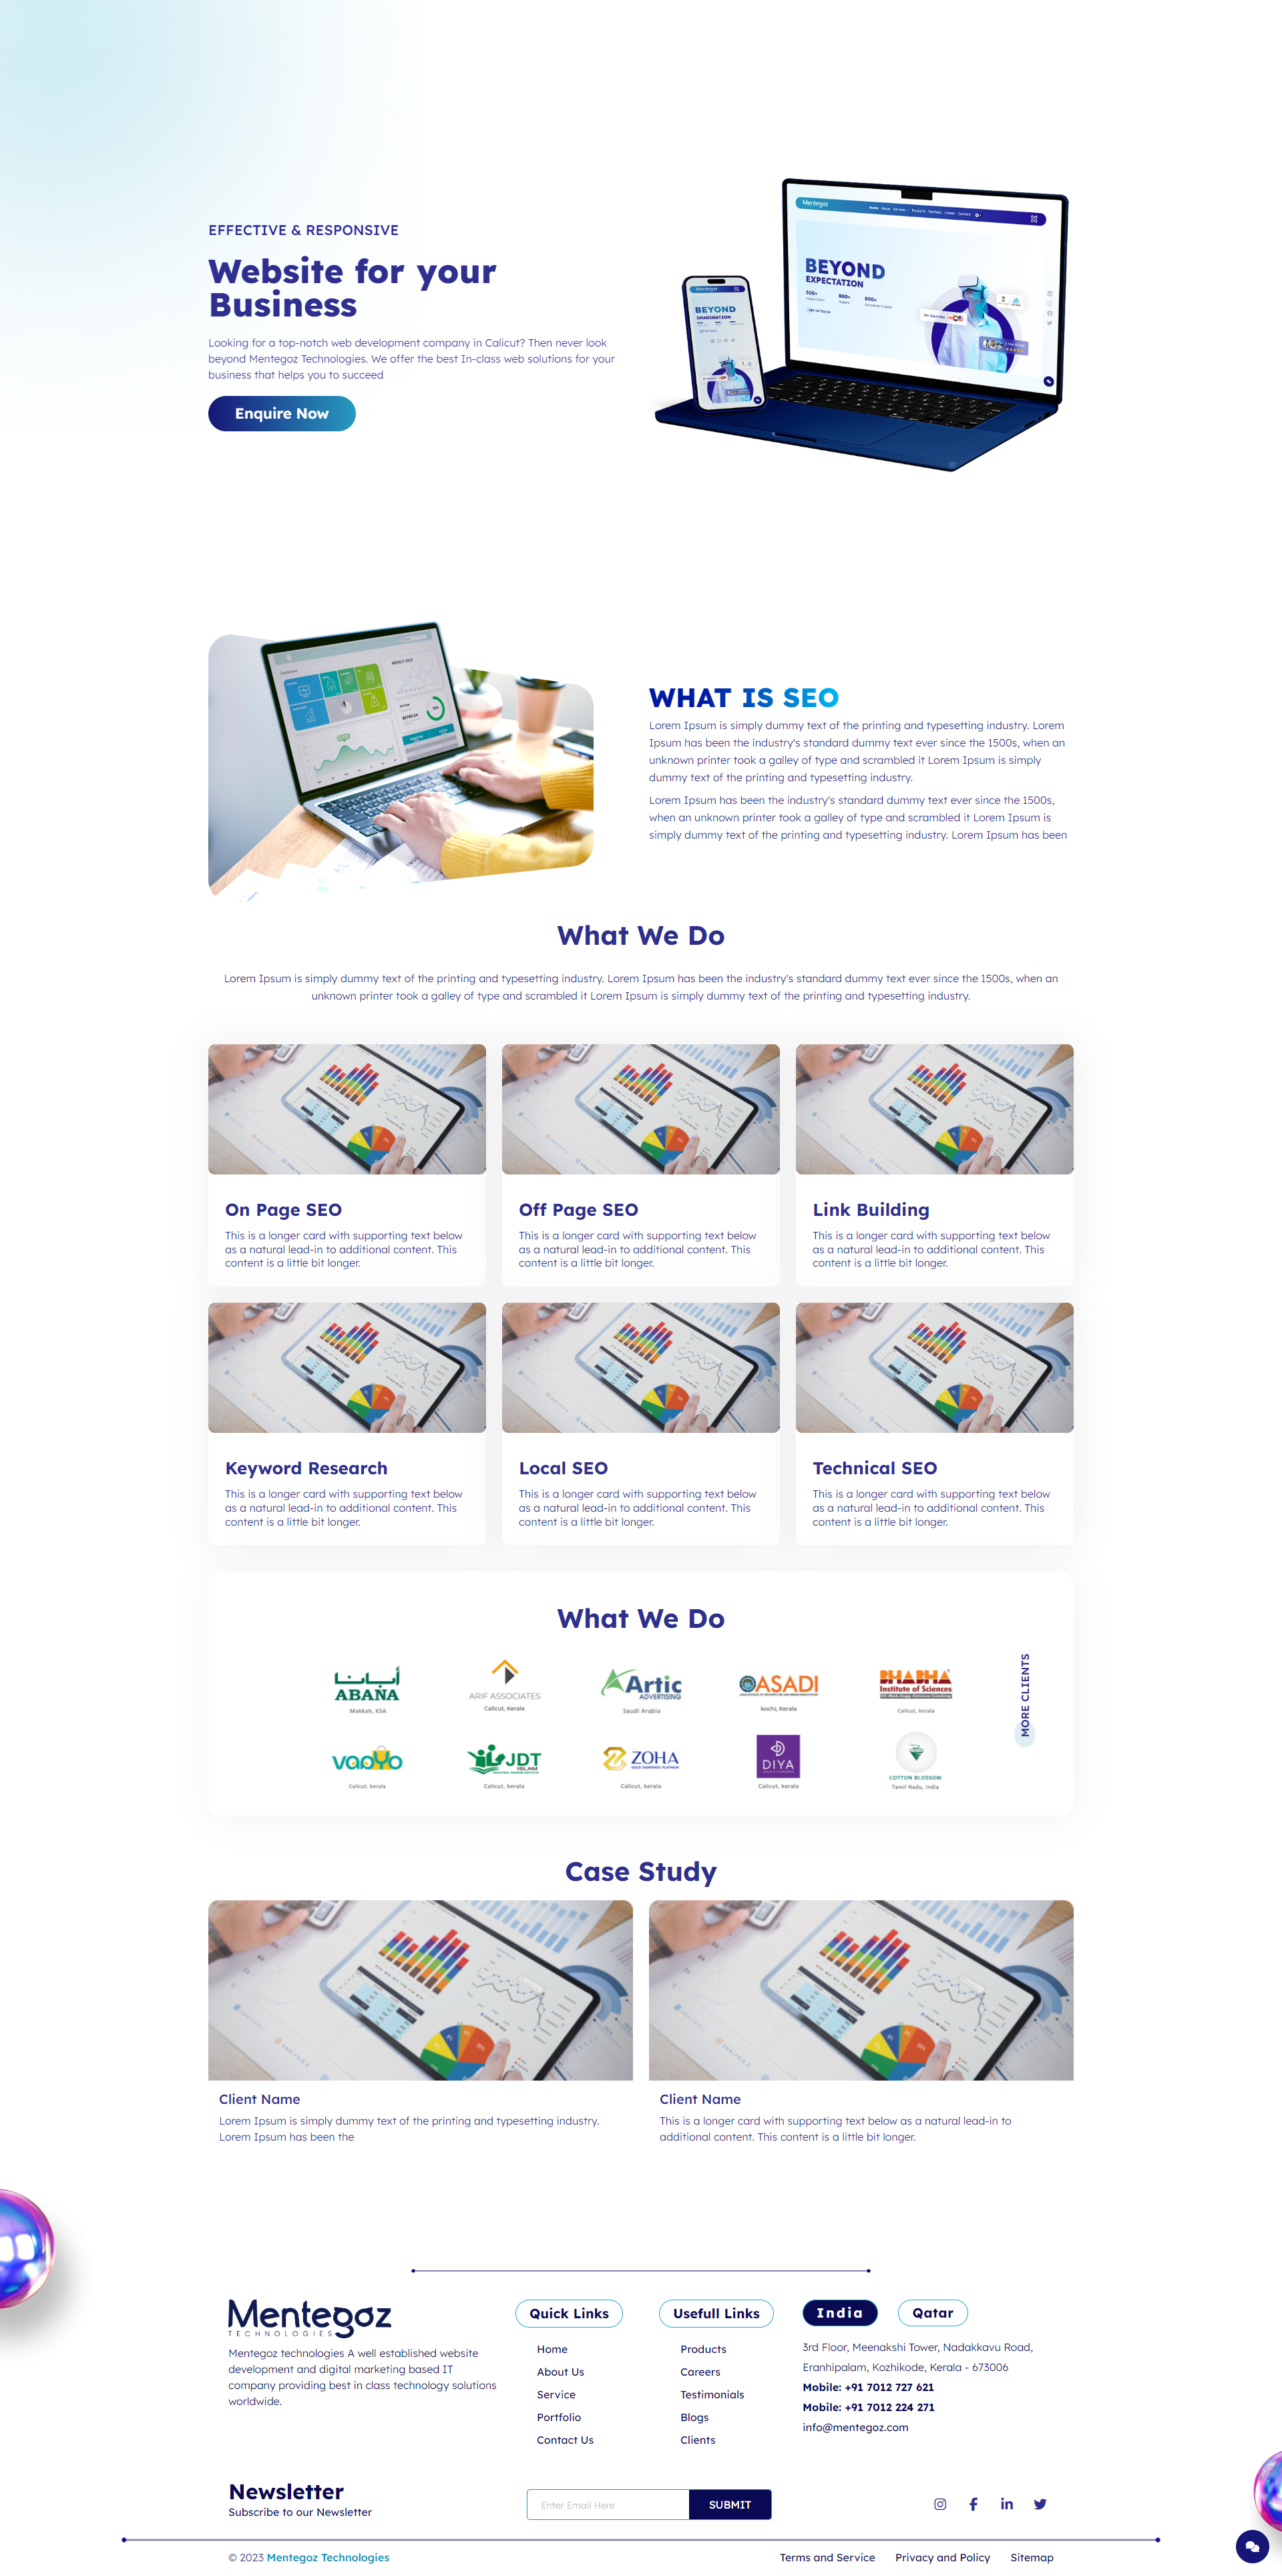 EFFECTIVE & RESPONSIVE
Website for your
Business
Looking for a top-notch web development company in Calicut? Then never look
beyond Mentegoz Technologies. We offer the best In-class web solutions for your
business that helps you to succeed
Enquire Now
Mentegoz
BEYOND
EXPECTATION
500+
800+
800+
Mentegoz
BEYOND
IMAGINATION
WHAT IS SEO
Lorem Ipsum is simply dummy text of the printing and typesetting industry. Lorem
Ipsum has been the industry's standard dummy text ever since the 1500s, when an
unknown printer took a galley of type and scrambled it Lorem Ipsum is simply
dummy text of the printing and typesetting industry.
Lorem Ipsum has been the industry's standard dummy text ever since the 1500s,
when an unknown printer took a galley of type and scrambled it Lorem Ipsum is
simply dummy text of the printing and typesetting industry. Lorem Ipsum has been
What We Do
Lorem Ipsum is simply dummy text of the printing and typesetting industry. Lorem Ipsum has been the industry's standard dummy text ever since the 1500s, when an
unknown printer took a galley of type and scrambled it Lorem Ipsum is simply dummy text of the printing and typesetting industry.
On Page SEO
This is a longer card with supporting text below
as a natural lead-in to additional content. This
content is a little bit longer.
Off Page SEO
This is a longer card with supporting text below
as a natural lead-in to additional content. This
content is a little bit longer.
Link Building
This is a longer card with supporting text below
as a natural lead-in to additional content. This
content is a little bit longer.
Keyword Research
This is a longer card with supporting text below
as a natural lead-in to additional content. This
content is a little bit longer.
Local SEO
This is a longer card with supporting text below
as a natural lead-in to additional content. This
content is a little bit longer.
Technical SEO
This is a longer card with supporting text below
as a natural lead-in to additional content. This
content is a little bit longer.
What We Do
أبانا
ABANA
Makkah, KSA
ARIF ASSOCIATES
Calicut, Kerala
Artic
ADVERTISING
Saudi Arabia
ASADI
kochi, Kerala
BHABHA
Institute of Sciences
Calicut, kerala
MORE CLIENTS
vaoyo
Calicut, kerala
JDT
ISLAM
Calicut, kerala
ZOHA
GOLD DIAMONDS PLATINUM
Calicut, kerala
DIYA
Calicut, kerala
COTTON BLOSSOM
Tamil Nadu, India
Case Study
Client Name
Lorem Ipsum is simply dummy text of the printing and typesetting industry.
Lorem Ipsum has been the
Client Name
This is a longer card with supporting text below as a natural lead-in to
additional content. This content is a little bit longer.
Mentegoz
TECHNOLOGIES
Mentegoz technologies A well established website
development and digital marketing based IT
company providing best in class technology solutions
worldwide.
Quick Links
Home
About Us
Service
Portfolio
Contact Us
Usefull Links
Products
Careers
Testimonials
Blogs
Clients
India
Qatar
3rd Floor, Meenakshi Tower, Nadakkavu Road,
Eranhipalam, Kozhikode, Kerala - 673006
Mobile: +91 7012 727 621
Mobile: +91 7012 224 271
info@mentegoz.com
Newsletter
Subscribe to our Newsletter
Enter Email Here
SUBMIT
© 2023 Mentegoz Technologies
Terms and Service
Privacy and Policy
Sitemap